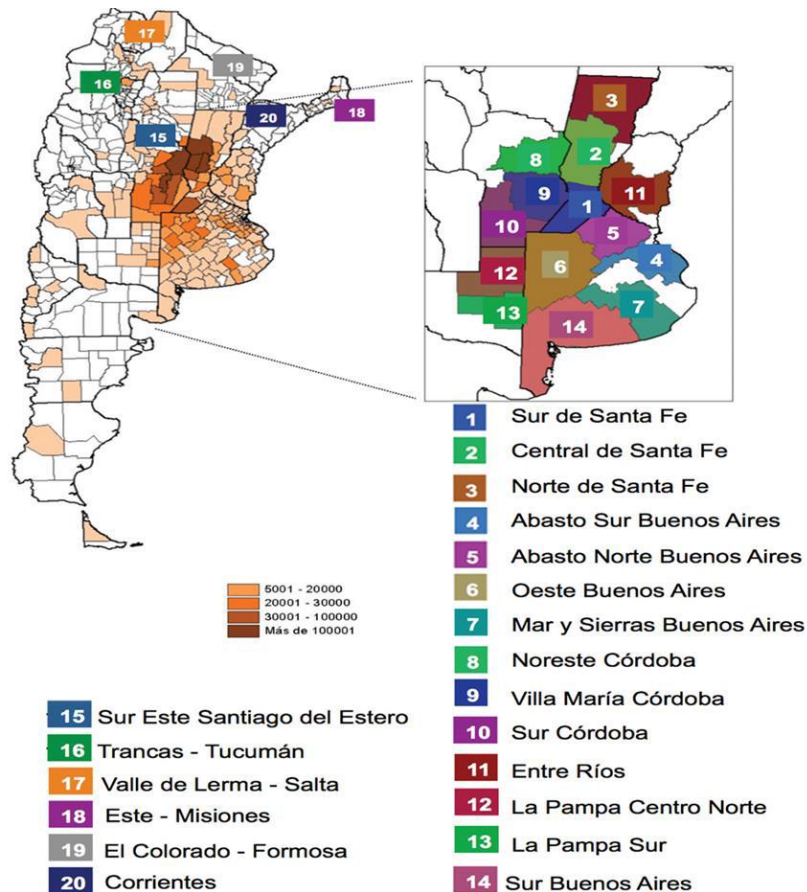 17
19
16
18
20
15
3
8
2
9
11
1
10
5
4
12
6
7
13
14
1 Sur de Santa Fe
2 Central de Santa Fe
3 Norte de Santa Fe
4 Abasto Sur Buenos Aires
5 Abasto Norte Buenos Aires
6 Oeste Buenos Aires
7 Mar y Sierras Buenos Aires
8 Noreste Córdoba
9 Villa María Córdoba
10 Sur Córdoba
11 Entre Ríos
12 La Pampa Centro Norte
13 La Pampa Sur
14 Sur Buenos Aires
5001 - 20000
20001 - 30000
30001 - 100000
Más de 100001
15 Sur Este Santiago del Estero
16 Trancas - Tucumán
17 Valle de Lerma - Salta
18 Este - Misiones
19 El Colorado - Formosa
20 Corrientes